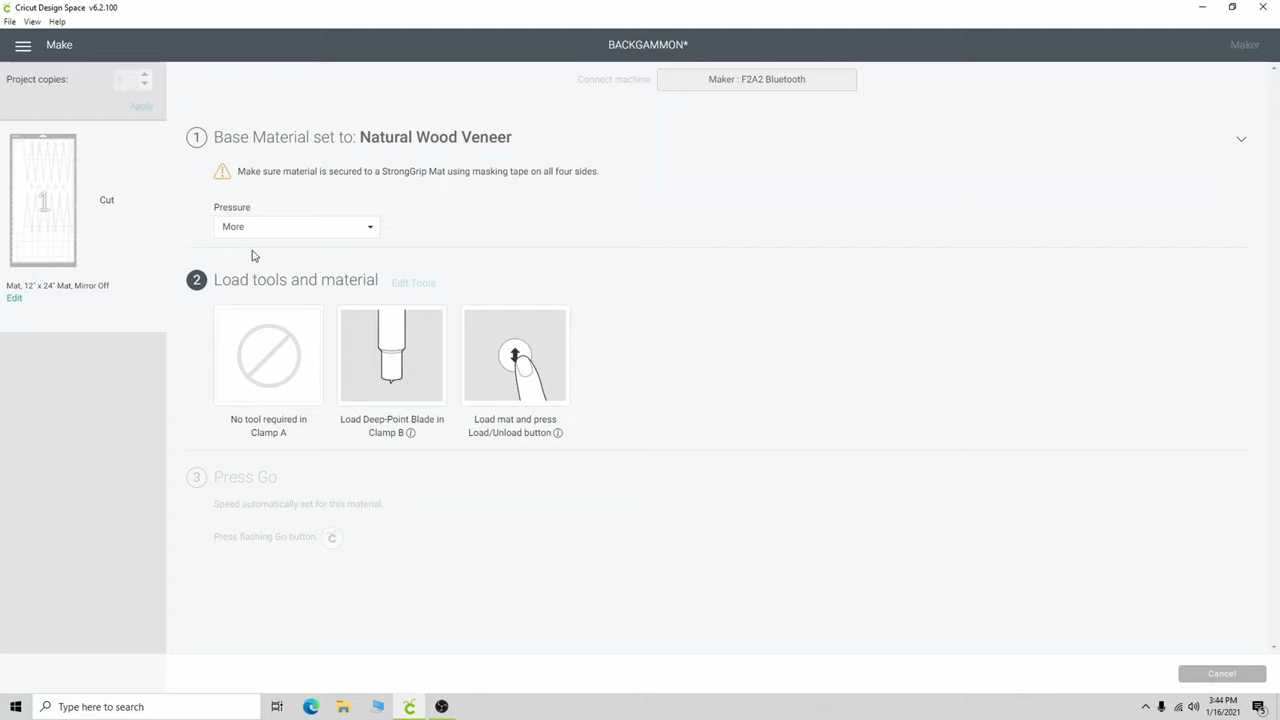 Cricut Design Space v6.2.100
File View Help
Make
BACKGAMMON*
Maker
Project copies:
Apply
Connect machine
Maker : F2A2 Bluetooth
1 Base Material set to: Natural Wood Veneer
Make sure material is secured to a StrongGrip Mat using masking tape on all four sides.
Pressure
More
1
Cut
Mat, 12" x 24" Mat, Mirror Off
Edit
2 Load tools and material Edit Tools
No tool required in
Clamp A
Load Deep-Point Blade in
Clamp B
Load mat and press
Load/Unload button
3 Press Go
Speed automatically set for this material.
Press flashing Go button.
Cancel
Type here to search
3:44 PM
1/16/2021
5